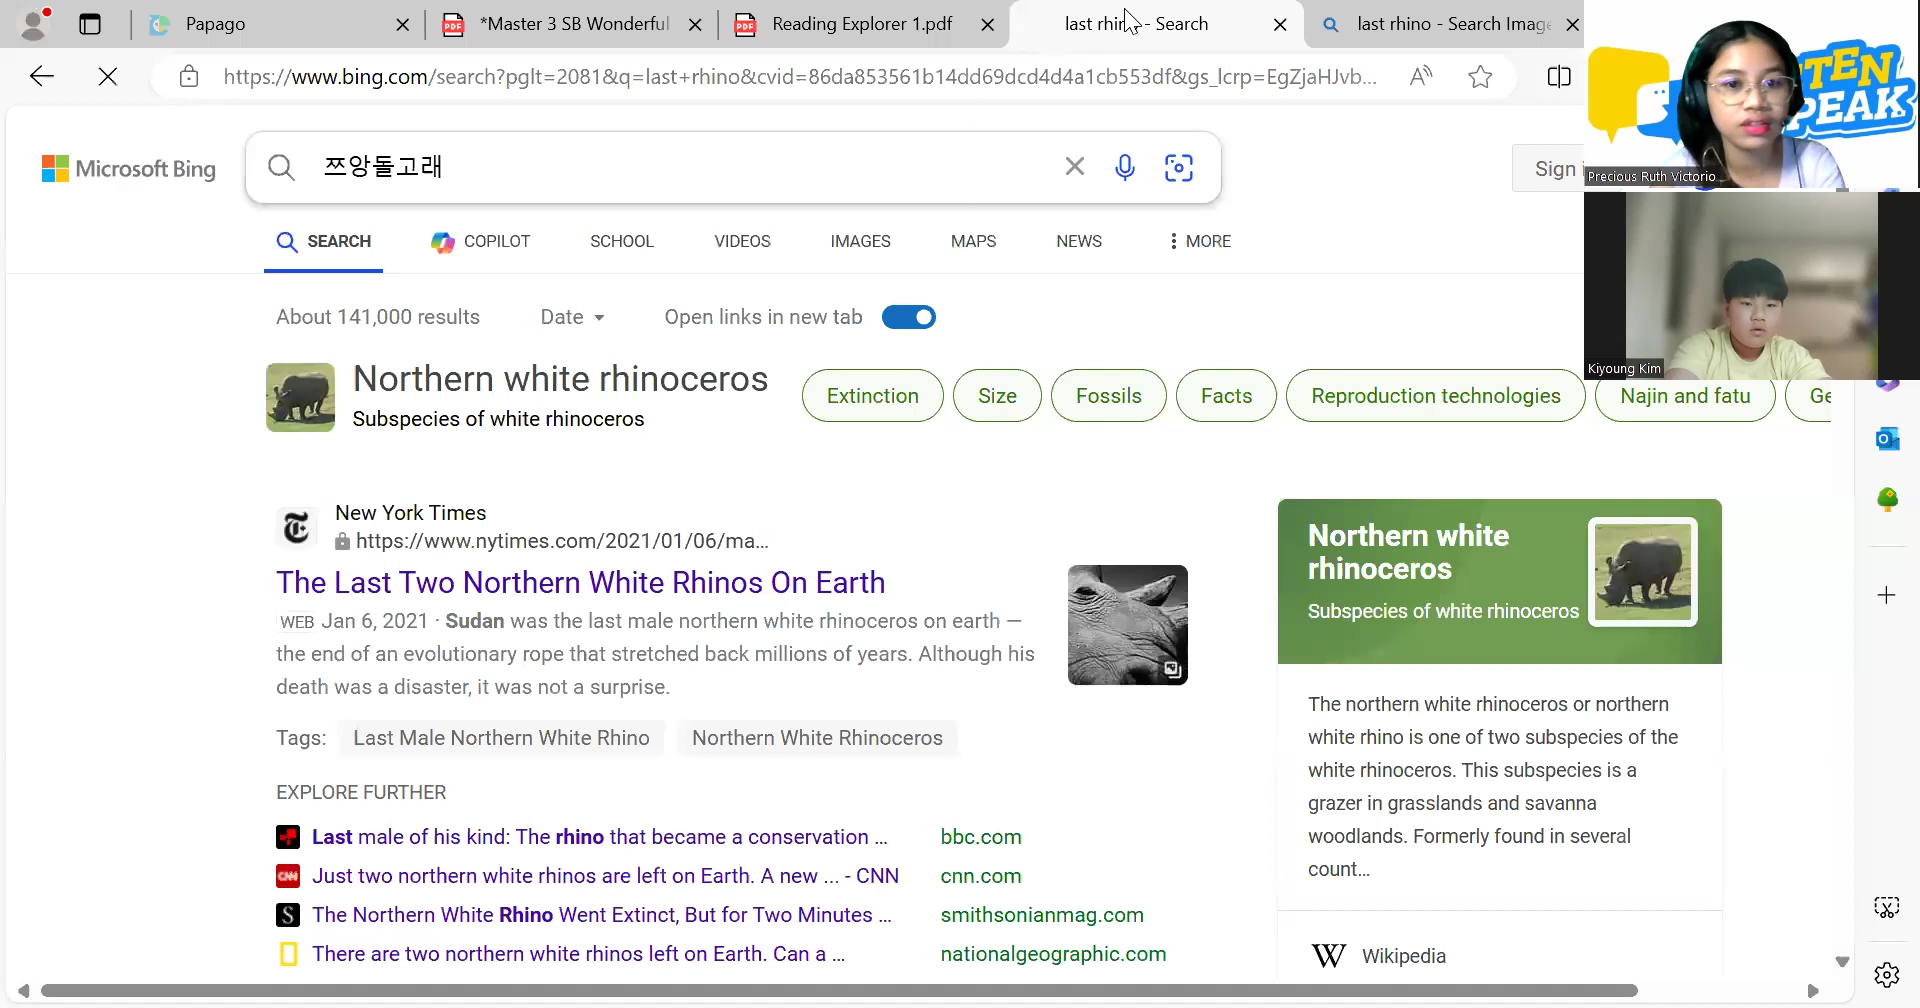 Papago
*Master 3 SB Wonderful
Reading Explorer 1.pdf
last rhino - Search
last rhino - Search Image
https://www.bing.com/search?pglt=2081&q=last+rhino&cvid=86da853561b14dd69dcd4d4a1cb553df&gs_lcrp=EgZjaHJvb...
TEN
PEAK
Precious Ruth Victorio
Kiyoung Kim
Microsoft Bing
쯔앙돌고래
Sign
SEARCH
COPILOT
SCHOOL
VIDEOS
IMAGES
MAPS
NEWS
MORE
About 141,000 results
Date
Open links in new tab
Northern white rhinoceros
Subspecies of white rhinoceros
Extinction
Size
Fossils
Facts
Reproduction technologies
Najin and fatu
Ge
New York Times
https://www.nytimes.com/2021/01/06/ma...
The Last Two Northern White Rhinos On Earth
WEB Jan 6, 2021 · Sudan was the last male northern white rhinoceros on earth —
the end of an evolutionary rope that stretched back millions of years. Although his
death was a disaster, it was not a surprise.
Tags: Last Male Northern White Rhino Northern White Rhinoceros
EXPLORE FURTHER
Last male of his kind: The rhino that became a conservation ... bbc.com
Just two northern white rhinos are left on Earth. A new ... - CNN cnn.com
The Northern White Rhino Went Extinct, But for Two Minutes ... smithsonianmag.com
There are two northern white rhinos left on Earth. Can a ... nationalgeographic.com
Northern white
rhinoceros
Subspecies of white rhinoceros
The northern white rhinoceros or northern
white rhino is one of two subspecies of the
white rhinoceros. This subspecies is a
grazer in grasslands and savanna
woodlands. Formerly found in several
count...
Wikipedia